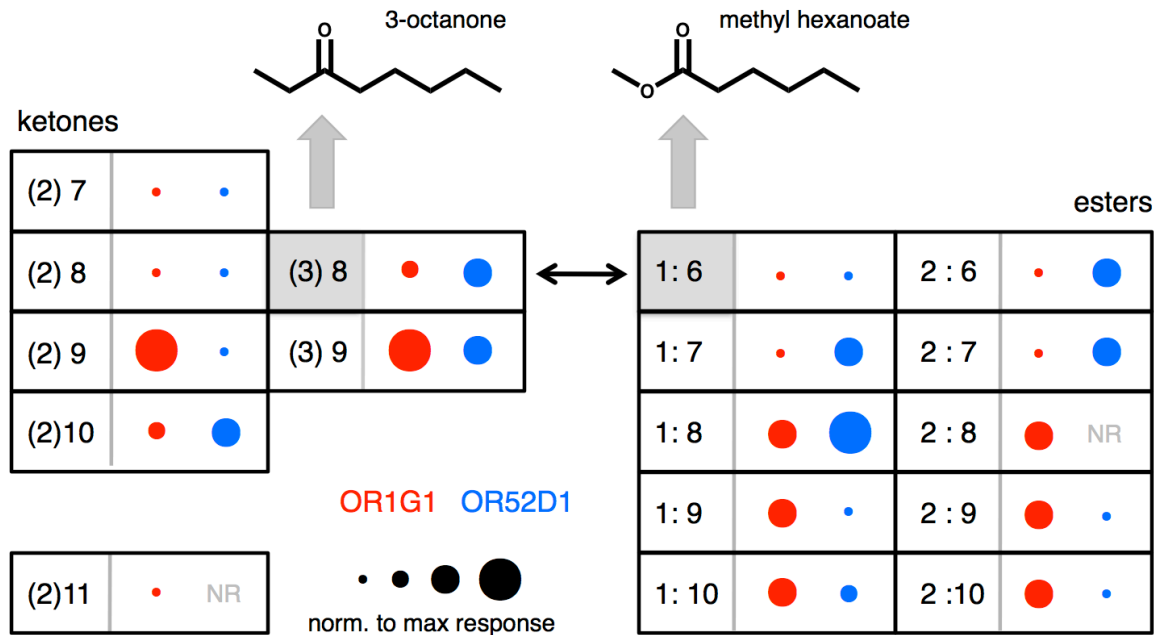 3-octanone
methyl hexanoate
O
O
O
ketones
esters
(2) 7
(2) 8
(3) 8
1: 6
2 : 6
(2) 9
(3) 9
1: 7
2 : 7
(2)10
1: 8
2 : 8 NR
OR1G1 OR52D1
1: 9
2 : 9
(2)11 NR
1: 10
2 :10
norm. to max response